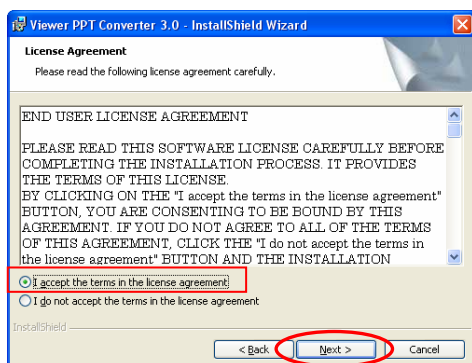 Viewer PPT Converter 3.0 - InstallShield Wizard
License Agreement
Please read the following license agreement carefully.
END USER LICENSE AGREEMENT
PLEASE READ THIS SOFTWARE LICENSE CAREFULLY BEFORE
COMPLETING THE INSTALLATION PROCESS. IT PROVIDES
THE TERMS OF THIS LICENSE.
BY CLICKING ON THE "I accept the terms in the license agreement"
BUTTON, YOU ARE CONSENTING TO BE BOUND BY THIS
AGREEMENT. IF YOU DO NOT AGREE TO ALL OF THE TERMS
OF THIS AGREEMENT, CLICK THE "I do not accept the terms in
the license agreement" BUTTON AND THE INSTALLATION
I accept the terms in the license agreement
I do not accept the terms in the license agreement
InstallShield
< Back Next > Cancel